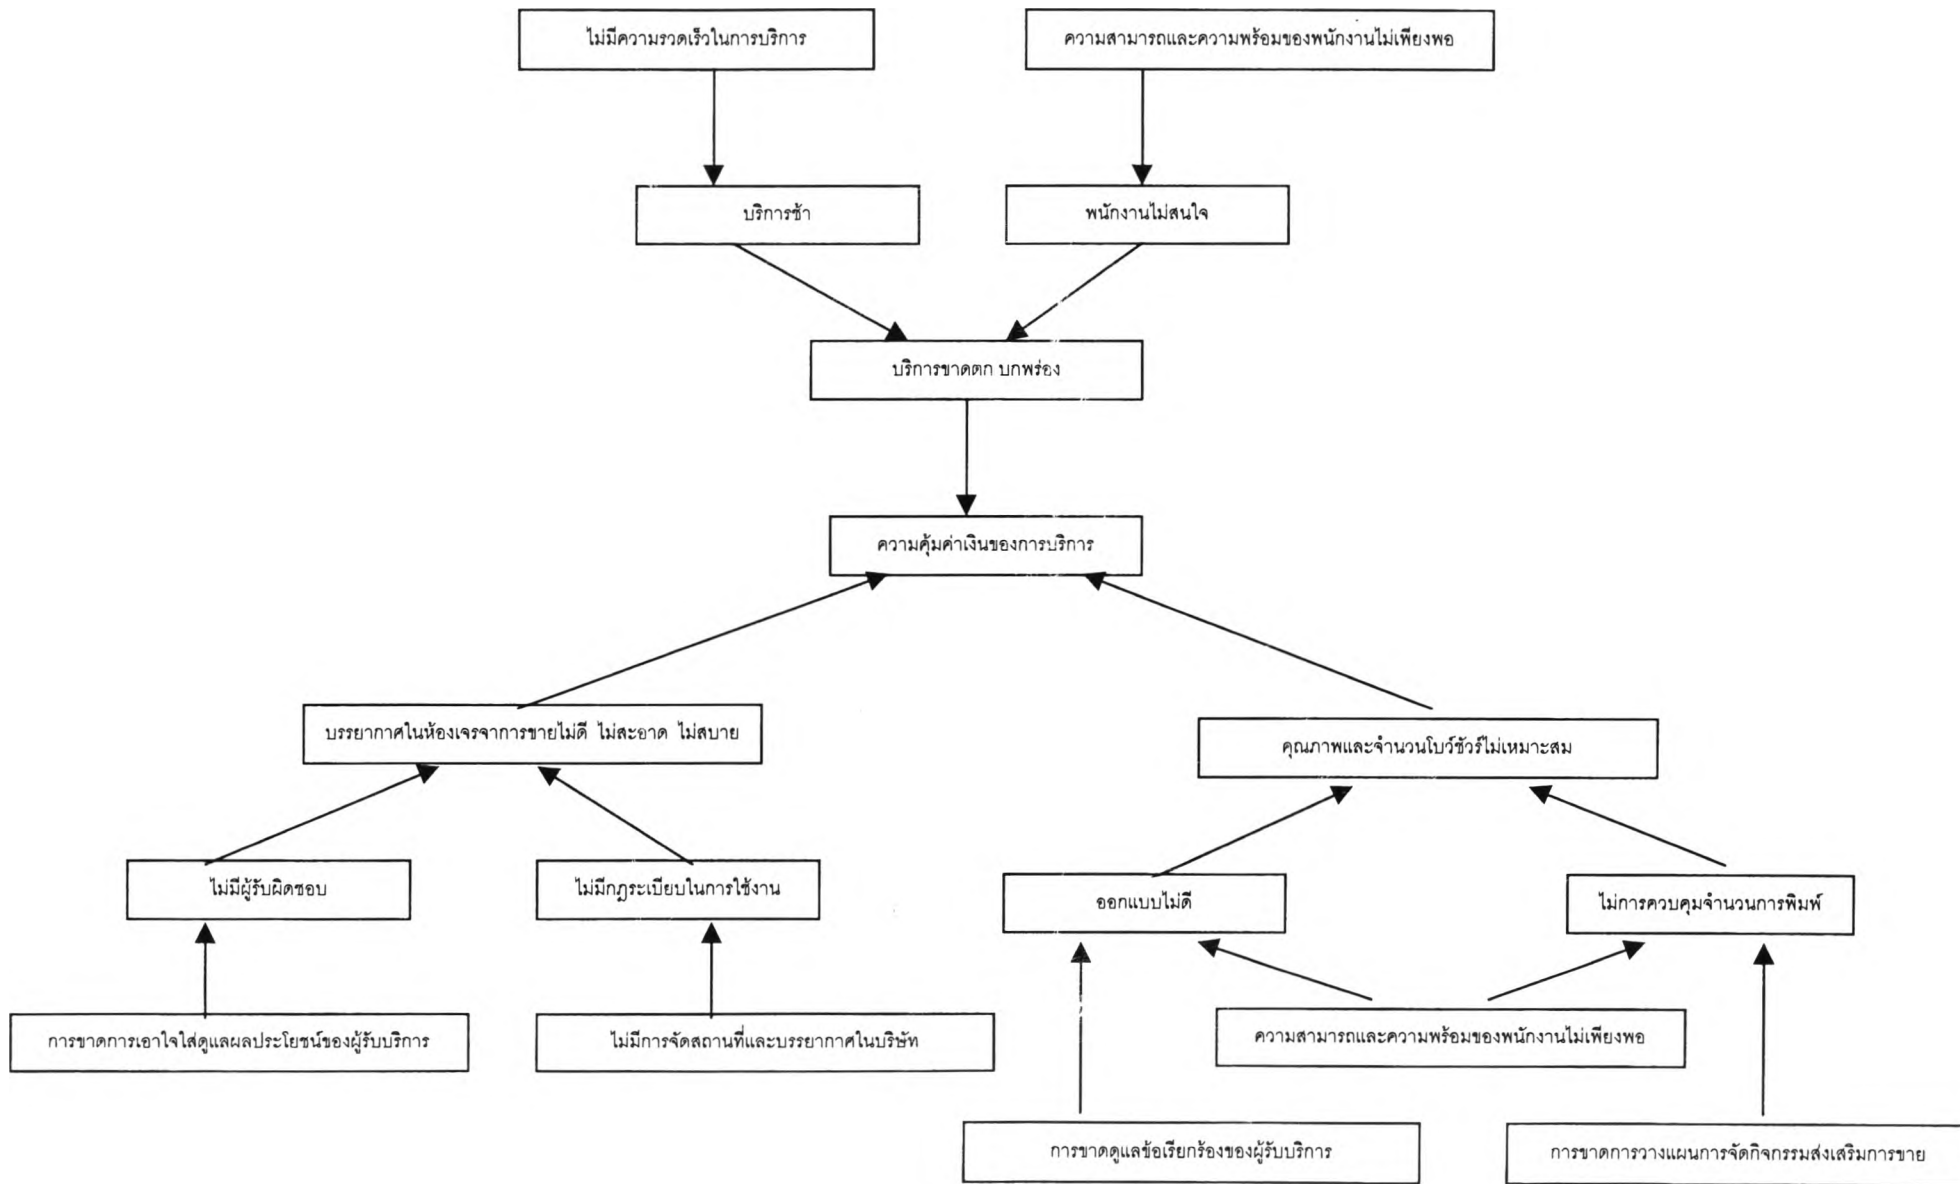 ไม่มีความรวดเร็วในการบริการ
ความสามารถและความพร้อมของพนักงานไม่เพียงพอ
บริการช้า
พนักงานไม่สนใจ
บริการขาดตก บกพร่อง
ความคุ้มค่าเงินของการบริการ
บรรยากาศในห้องเจรจาการขายไม่ดี ไม่สะอาด ไม่สบาย
คุณภาพและจำนวนโบว์ชัวร์ไม่เหมาะสม
ไม่มีผู้รับผิดชอบ
ไม่มีกฎระเบียบในการใช้งาน
ออกแบบไม่ดี
ไม่การควบคุมจำนวนการพิมพ์
การขาดการเอาใจใส่ดูแลผลประโยชน์ของผู้รับบริการ
ไม่มีการจัดสถานที่และบรรยากาศในบริษัท
ความสามารถและความพร้อมของพนักงานไม่เพียงพอ
การขาดดูแลข้อเรียกร้องของผู้รับบริการ
การขาดการวางแผนการจัดกิจกรรมส่งเสริมการขาย